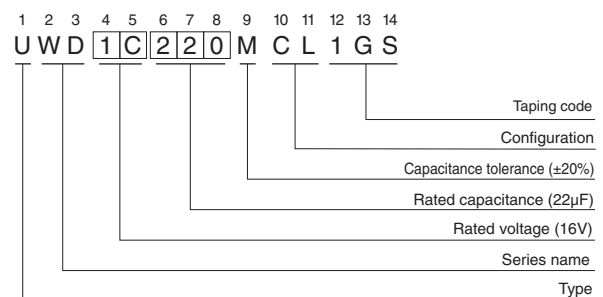 1 2 3 4 5 6 7 8 9 10 11 12 13 14
U W D 1 C 2 2 0 M C L 1 G S
Taping code
Configuration
Capacitance tolerance (±20%)
Rated capacitance (22µF)
Rated voltage (16V)
Series name
Type